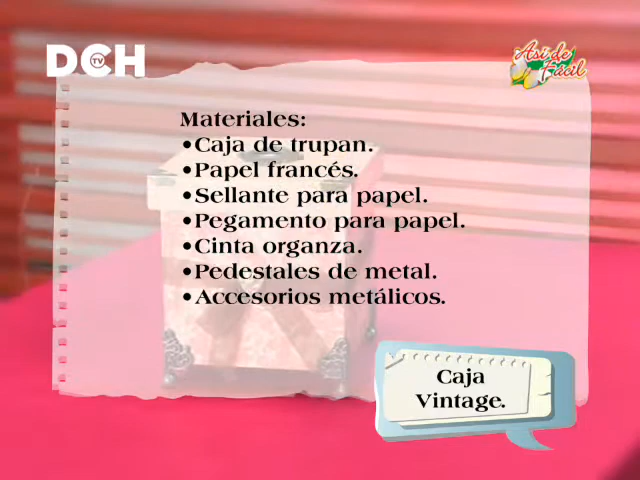 DCH
TV
Así de
Fácil
Materiales:
•Caja de trupan.
•Papel francés.
•Sellante para papel.
•Pegamento para papel.
•Cinta organza.
•Pedestales de metal.
•Accesorios metálicos.
Caja
Vintage.